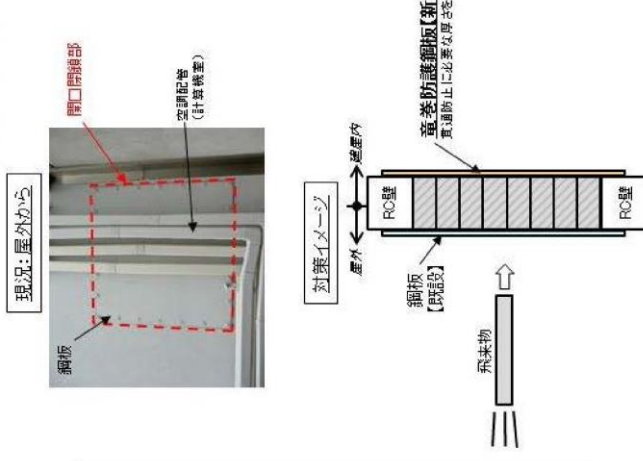 現況：屋外から
開口閉鎖部
空調配管
（計算機室）
鋼板
対策イメージ
屋外
建屋内
竜巻防護鋼板【新
貫通防止に必要な厚さを
RC壁
RC壁
鋼板
【既設】
飛来物